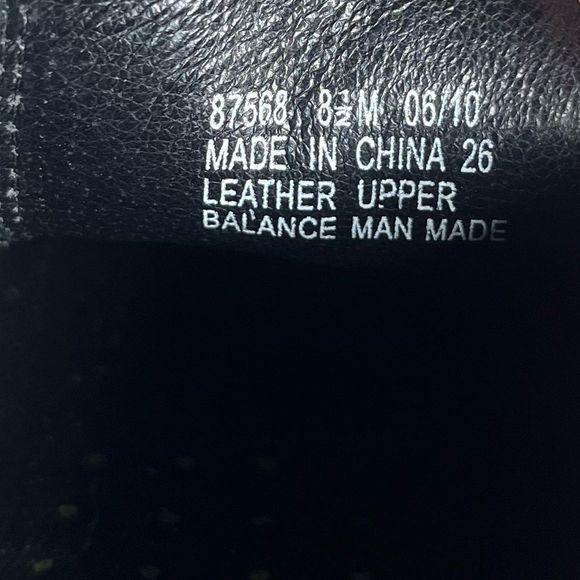 87568 8½M 06/10
MADE IN CHINA 26
LEATHER UPPER
BALANCE MAN MADE